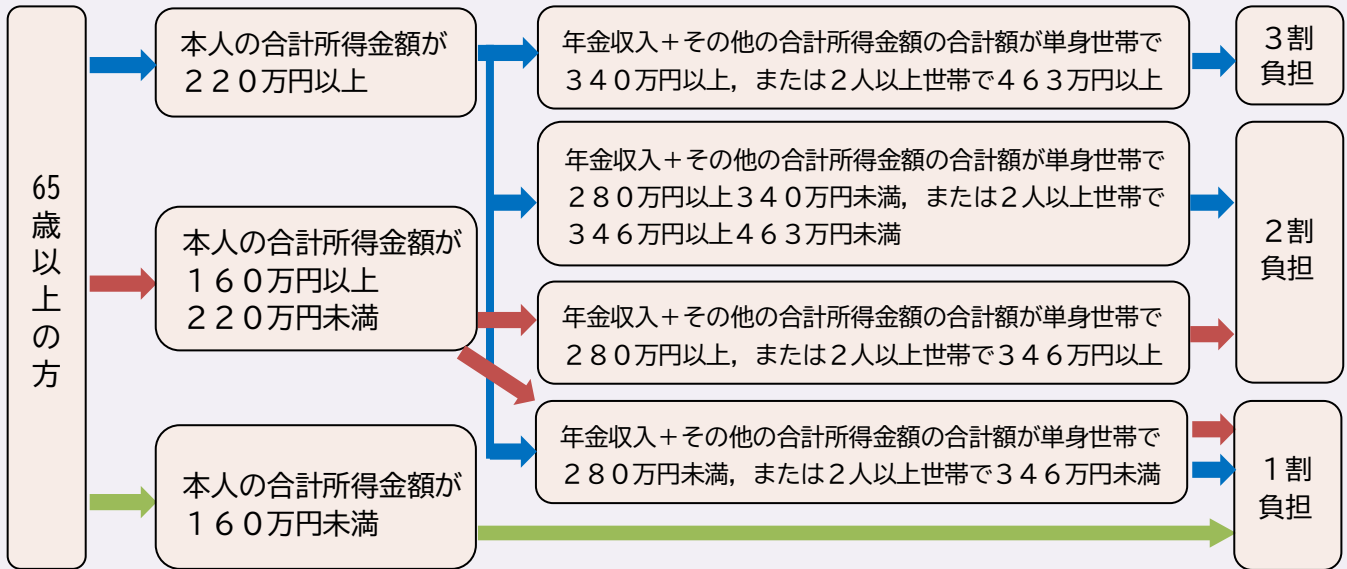 65歳以上の方
本人の合計所得金額が
２２０万円以上
本人の合計所得金額が
１６０万円以上
２２０万円未満
本人の合計所得金額が
１６０万円未満
年金収入＋その他の合計所得金額の合計額が単身世帯で
３４０万円以上，または２人以上世帯で４６３万円以上
年金収入＋その他の合計所得金額の合計額が単身世帯で
２８０万円以上３４０万円未満，または２人以上世帯で
３４６万円以上４６３万円未満
年金収入＋その他の合計所得金額の合計額が単身世帯で
２８０万円以上，または２人以上世帯で３４６万円以上
年金収入＋その他の合計所得金額の合計額が単身世帯で
２８０万円未満，または２人以上世帯で３４６万円未満
３割
負担
２割
負担
１割
負担